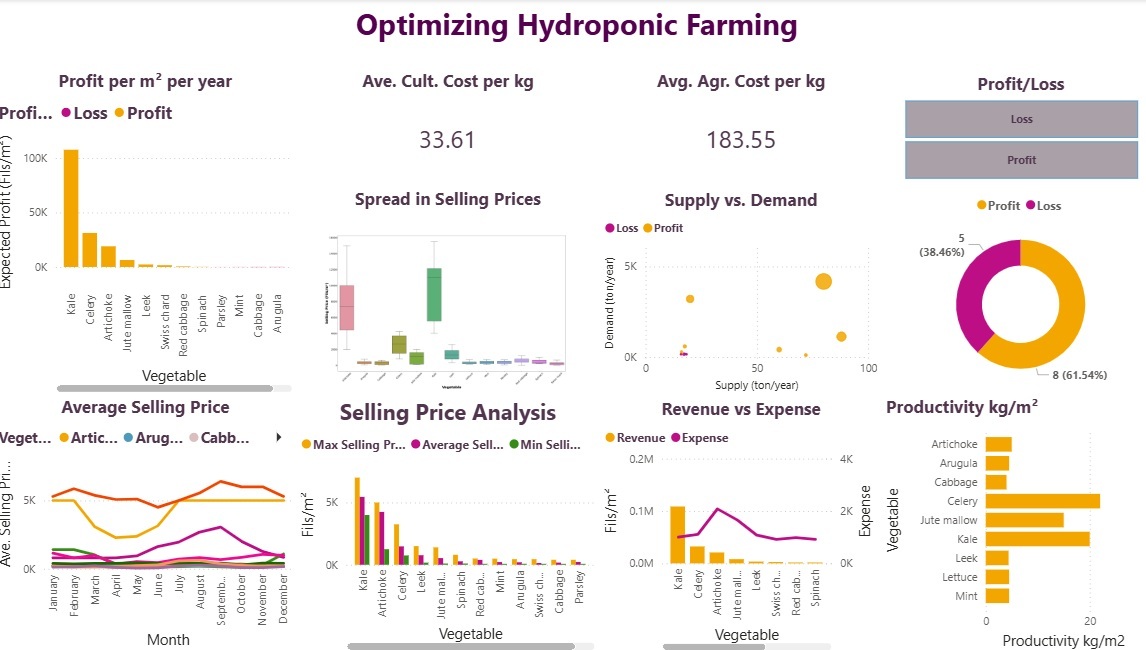 Optimizing Hydroponic Farming
Profit per m² per year
Profi... Loss Profit
Expected Profit (Fils/m²)
100K
50K
0K
Kale
Celery
Artichoke
Jute mallow
Leek
Swiss chard
Red cabbage
Spinach
Parsley
Mint
Cabbage
Arugula
Vegetable
Ave. Cult. Cost per kg
33.61
Avg. Agr. Cost per kg
183.55
Profit/Loss
Loss
Profit
Spread in Selling Prices
Vegetable
Supply vs. Demand
Loss Profit
Demand (ton/year)
5K
0K
0
50
100
Supply (ton/year)
Profit Loss
5
(38.46%)
8 (61.54%)
Average Selling Price
Veget... Artic... Arug... Cabb...
Ave. Selling Pri...
5K
0K
January
February
March
April
May
June
July
August
Septemb...
October
November
December
Month
Selling Price Analysis
Max Selling Pr... Average Sell... Min Selli...
Fils/m²
5K
0K
Kale
Artichoke
Celery
Leek
Jute mal...
Spinach
Red cab...
Mint
Arugula
Swiss ch...
Cabbage
Parsley
Vegetable
Revenue vs Expense
Revenue Expense
Fils/m²
0.2M
0.1M
0.0M
4K
2K
0K
Expense
Kale
Celery
Artichoke
Jute mall...
Leek
Swiss ch...
Red cab...
Spinach
Vegetable
Productivity kg/m²
Vegetable
Artichoke
Arugula
Cabbage
Celery
Jute mallow
Kale
Leek
Lettuce
Mint
0
20
Productivity kg/m2